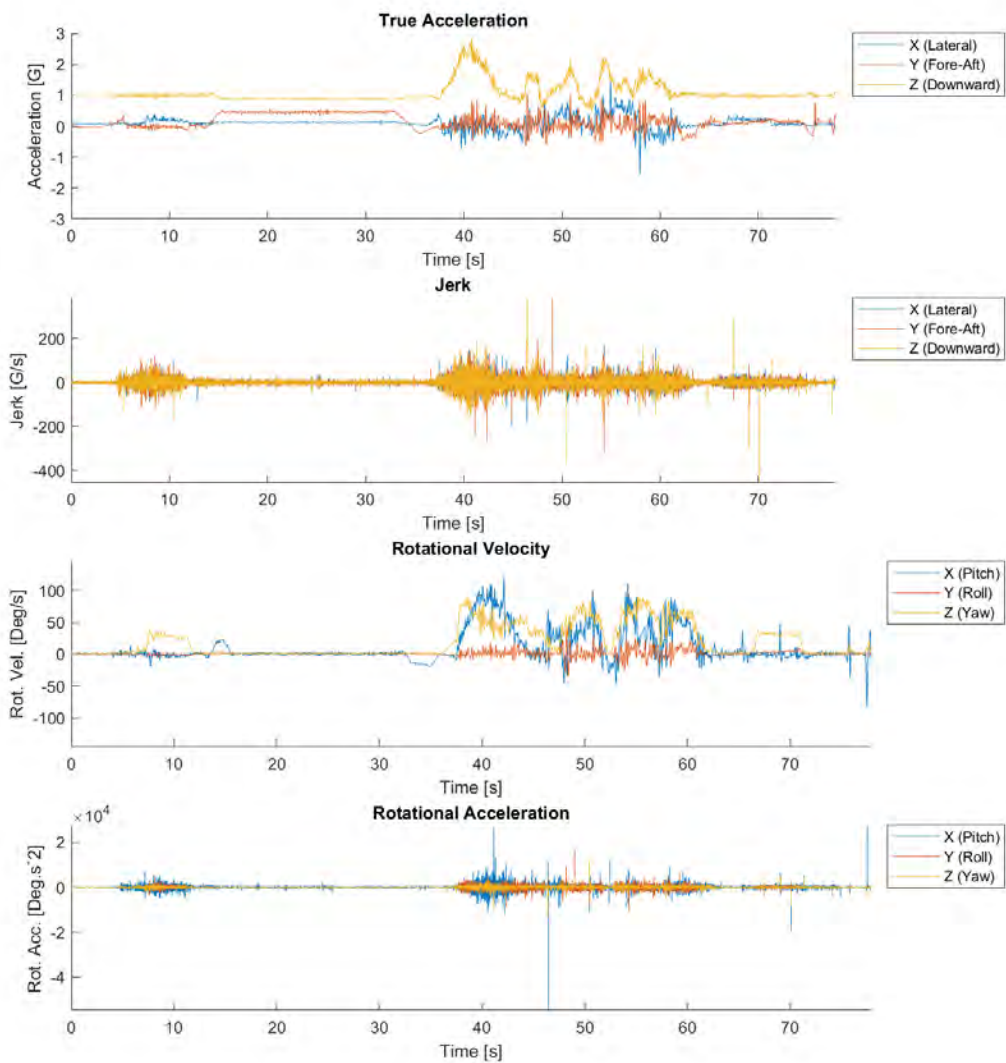 True Acceleration
3
2
1
0
-1
-2
-3
Acceleration [G]
0 10 20 30 40 50 60 70
Time [s]
X (Lateral)
Y (Fore-Aft)
Z (Downward)
Jerk
200
0
-200
-400
Jerk [G/s]
0 10 20 30 40 50 60 70
Time [s]
X (Lateral)
Y (Fore-Aft)
Z (Downward)
Rotational Velocity
100
50
0
-50
-100
Rot. Vel. [Deg/s]
0 10 20 30 40 50 60 70
Time [s]
X (Pitch)
Y (Roll)
Z (Yaw)
×10^4
Rotational Acceleration
2
0
-2
-4
Rot. Acc. [Deg.s^2]
0 10 20 30 40 50 60 70
Time [s]
X (Pitch)
Y (Roll)
Z (Yaw)